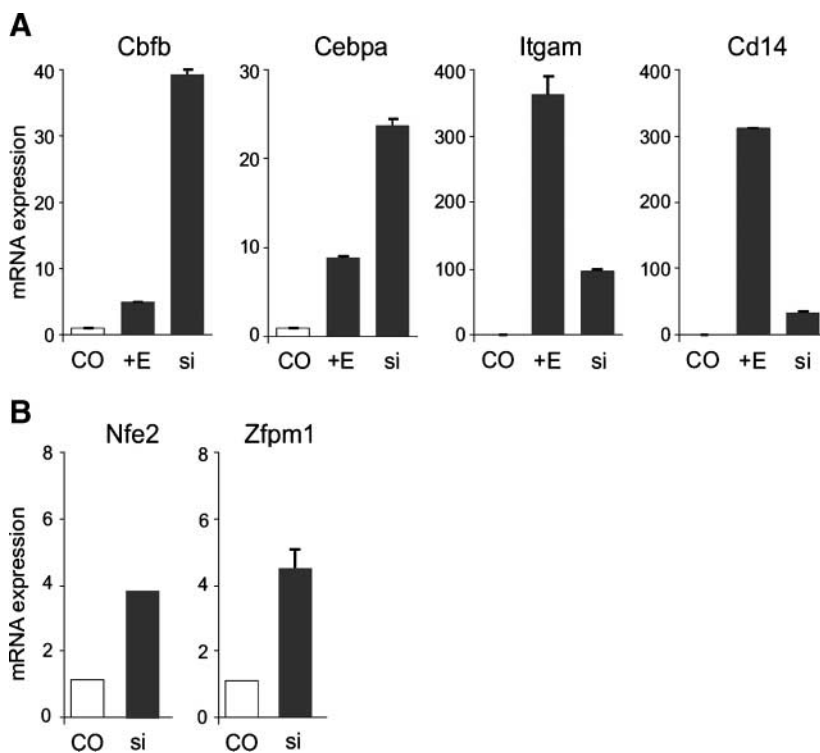 A
Cbfb Cebpa Itgam Cd14
mRNA expression
40 30 400 400
30 300 300
20
20 200 200
10
10 100 100
0 0 0 0
CO +E si CO +E si CO +E si CO +E si
B
Nfe2 Zfpm1
mRNA expression
8 8
6 6
4 4
2 2
0 0
CO si CO si